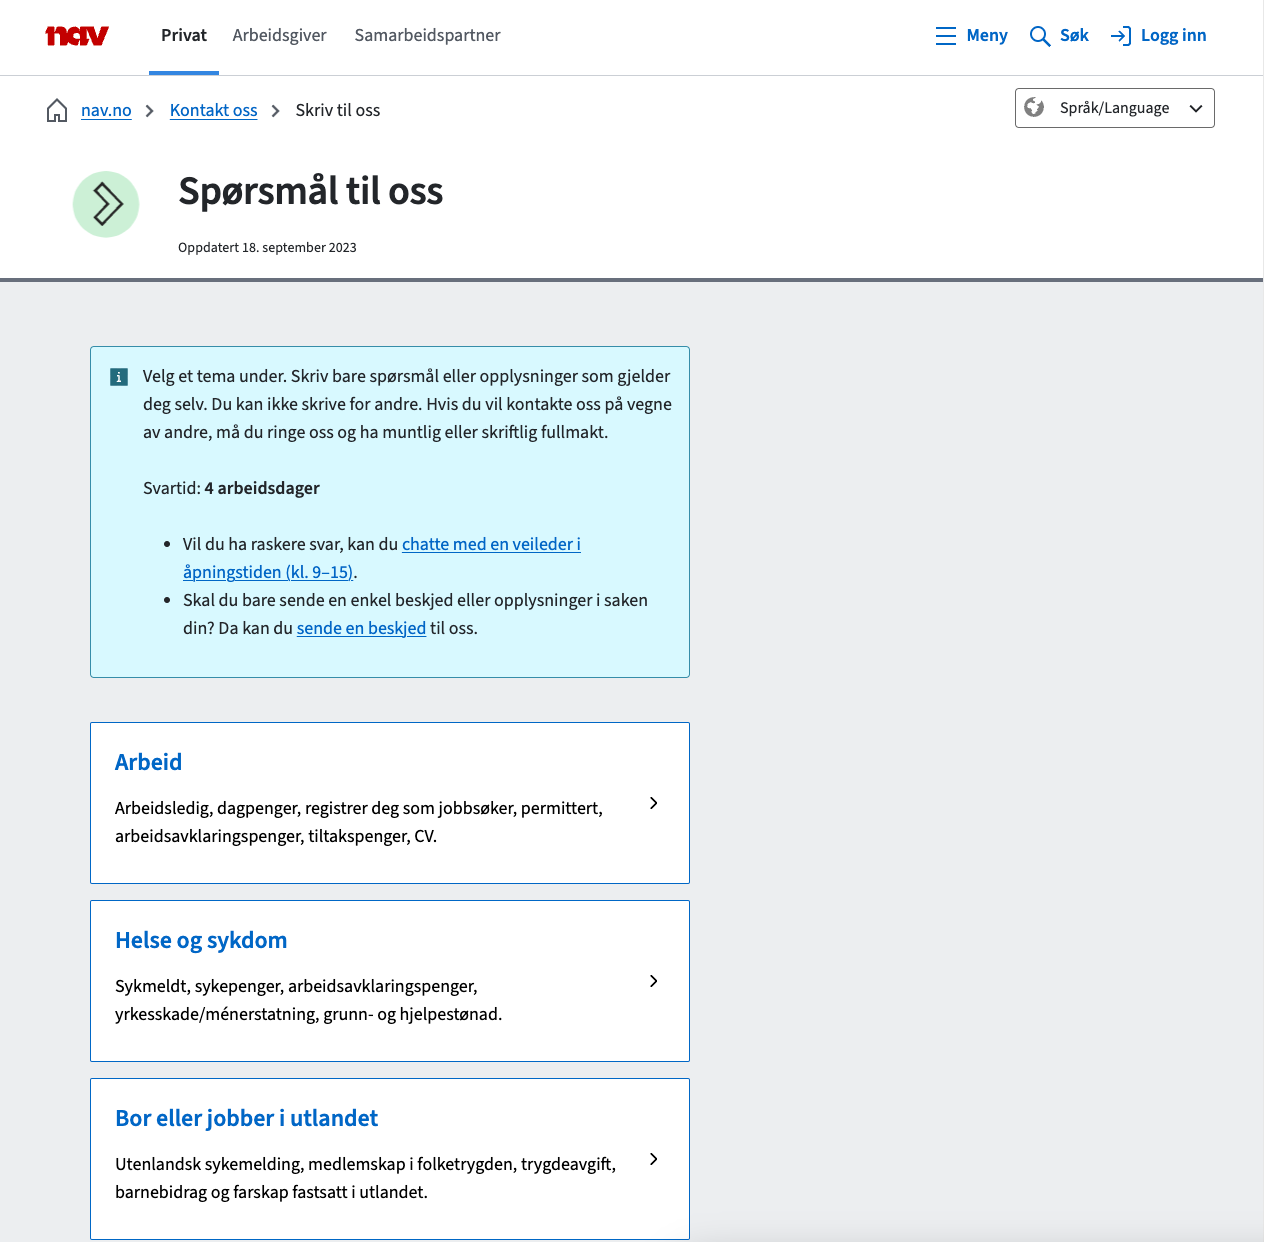 nav
Privat
Arbeidsgiver
Samarbeidspartner
Meny
Søk
Logg inn
nav.no
Kontakt oss
Skriv til oss
Språk/Language
Spørsmål til oss
Oppdatert 18. september 2023
Velg et tema under. Skriv bare spørsmål eller opplysninger som gjelder
deg selv. Du kan ikke skrive for andre. Hvis du vil kontakte oss på vegne
av andre, må du ringe oss og ha muntlig eller skriftlig fullmakt.
Svartid: 4 arbeidsdager
Vil du ha raskere svar, kan du chatte med en veileder i
åpningstiden (kl. 9–15).
Skal du bare sende en enkel beskjed eller opplysninger i saken
din? Da kan du sende en beskjed til oss.
Arbeid
Arbeidsledig, dagpenger, registrer deg som jobbsøker, permittert,
arbeidsavklaringspenger, tiltakspenger, CV.
Helse og sykdom
Sykmeldt, sykepenger, arbeidsavklaringspenger,
yrkesskade/ménerstatning, grunn- og hjelpestønad.
Bor eller jobber i utlandet
Utenlandsk sykemelding, medlemskap i folketrygden, trygdeavgift,
barnebidrag og farskap fastsatt i utlandet.